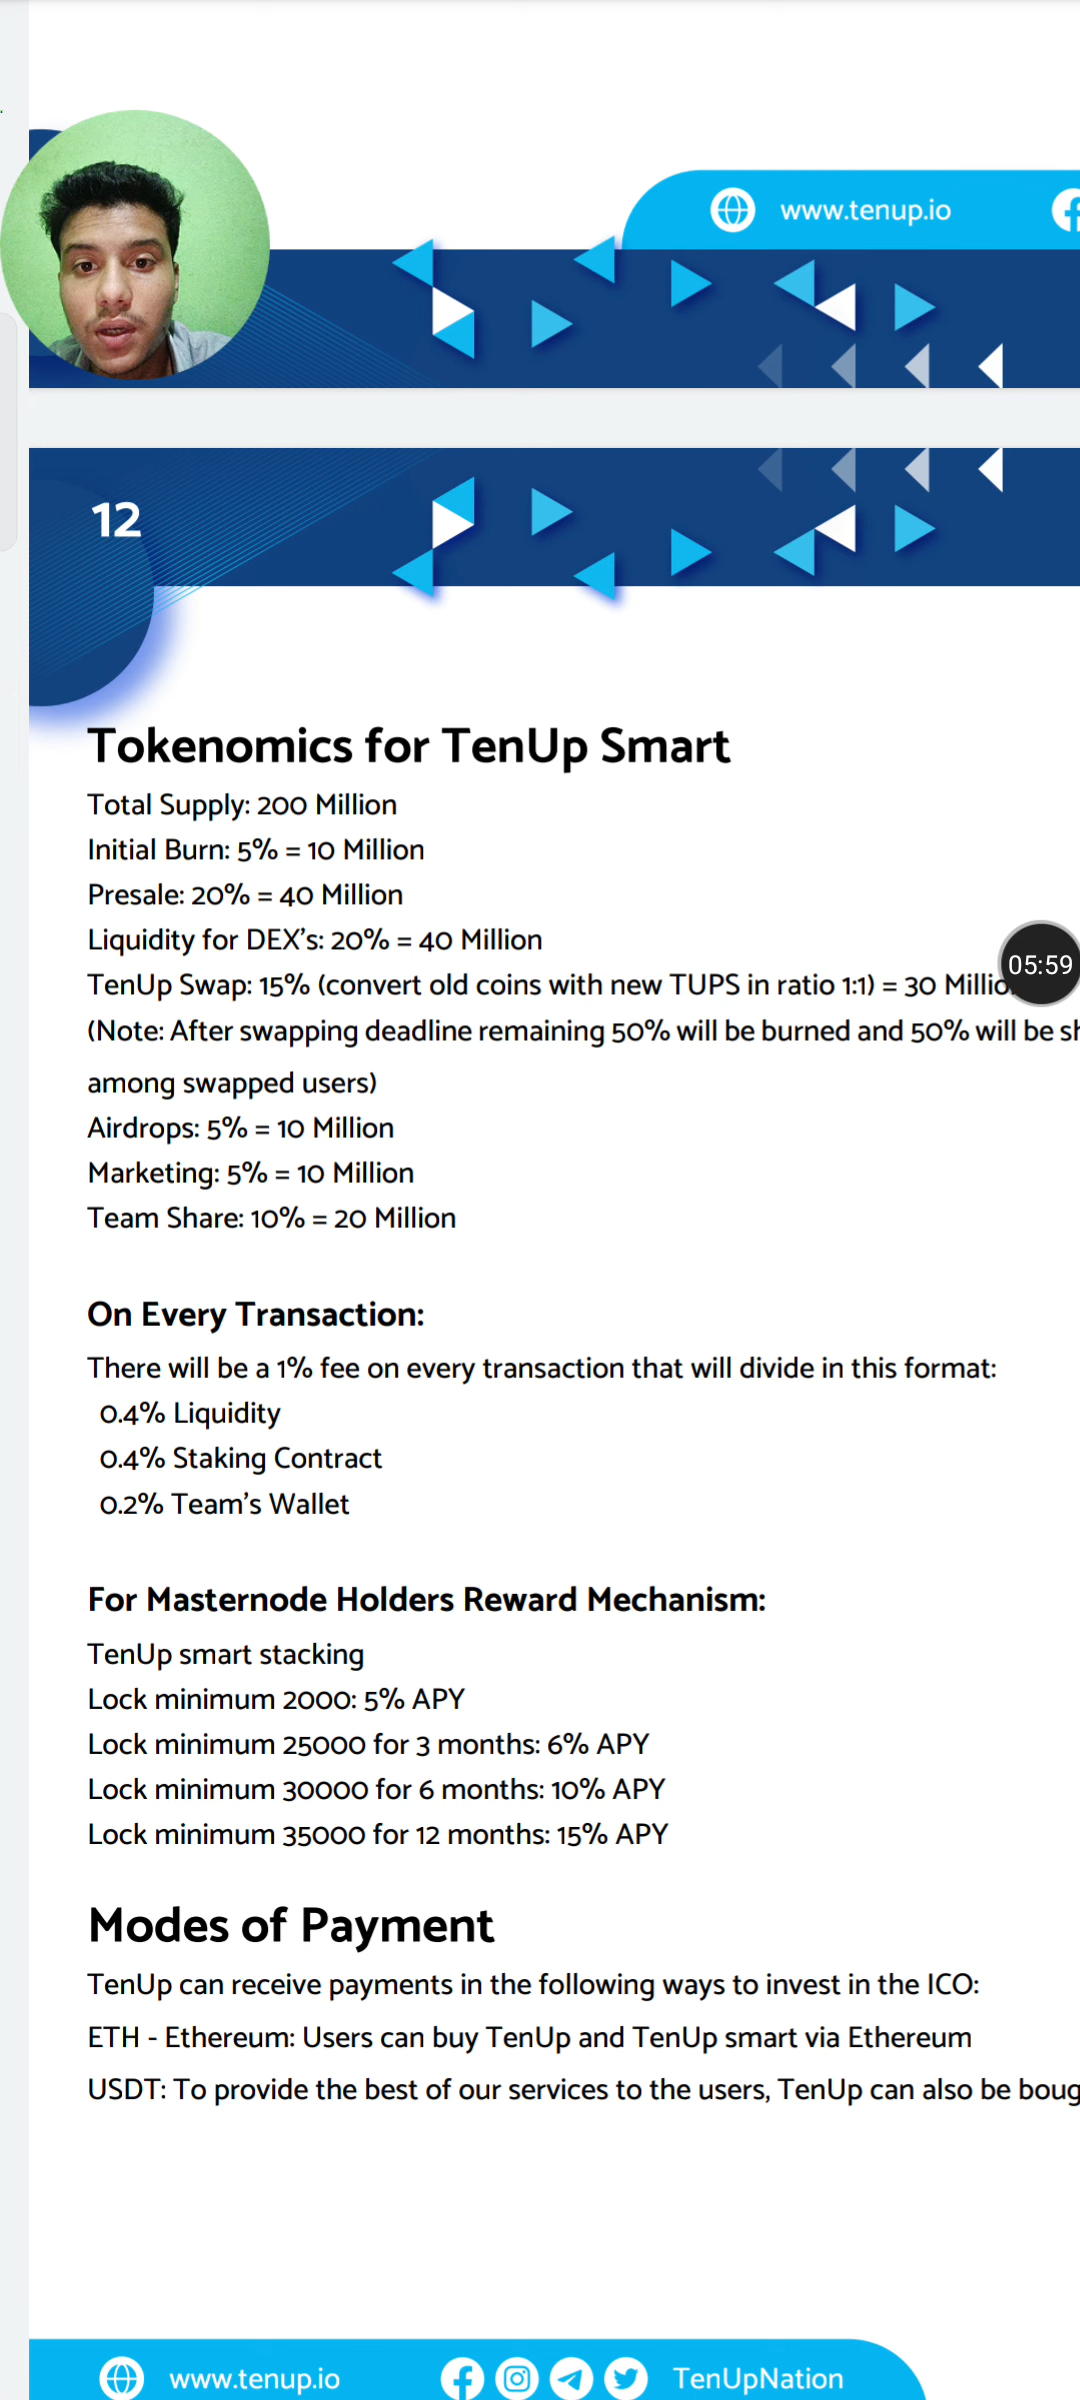 www.tenup.io
12
Tokenomics for TenUp Smart
Total Supply: 200 Million
Initial Burn: 5% = 10 Million
Presale: 20% = 40 Million
Liquidity for DEX's: 20% = 40 Million
05:59
TenUp Swap: 15% (convert old coins with new TUPS in ratio 1:1) = 30
(Note: After swapping deadline remaining 50% will be burned and 50% will be
among swapped users)
Airdrops: 5% = 10 Million
Marketing: 5% = 10 Million
Team Share: 10% = 20 Million
On Every Transaction:
There will be a 1% fee on every transaction that will divide in this format:
0.4% Liquidity
0.4% Staking Contract
0.2% Team's Wallet
For Masternode Holders Reward Mechanism:
TenUp smart stacking
Lock minimum 2000: 5% APY
Lock minimum 25000 for 3 months: 6% APY
Lock minimum 30000 for 6 months: 10% APY
Lock minimum 35000 for 12 months: 15% APY
Modes of Payment
TenUp can receive payments in the following ways to invest in the ICO:
ETH - Ethereum: Users can buy TenUp and TenUp smart via Ethereum
USDT: To provide the best of our services to the users, TenUp can also be
www.tenup.io
TenUpNation